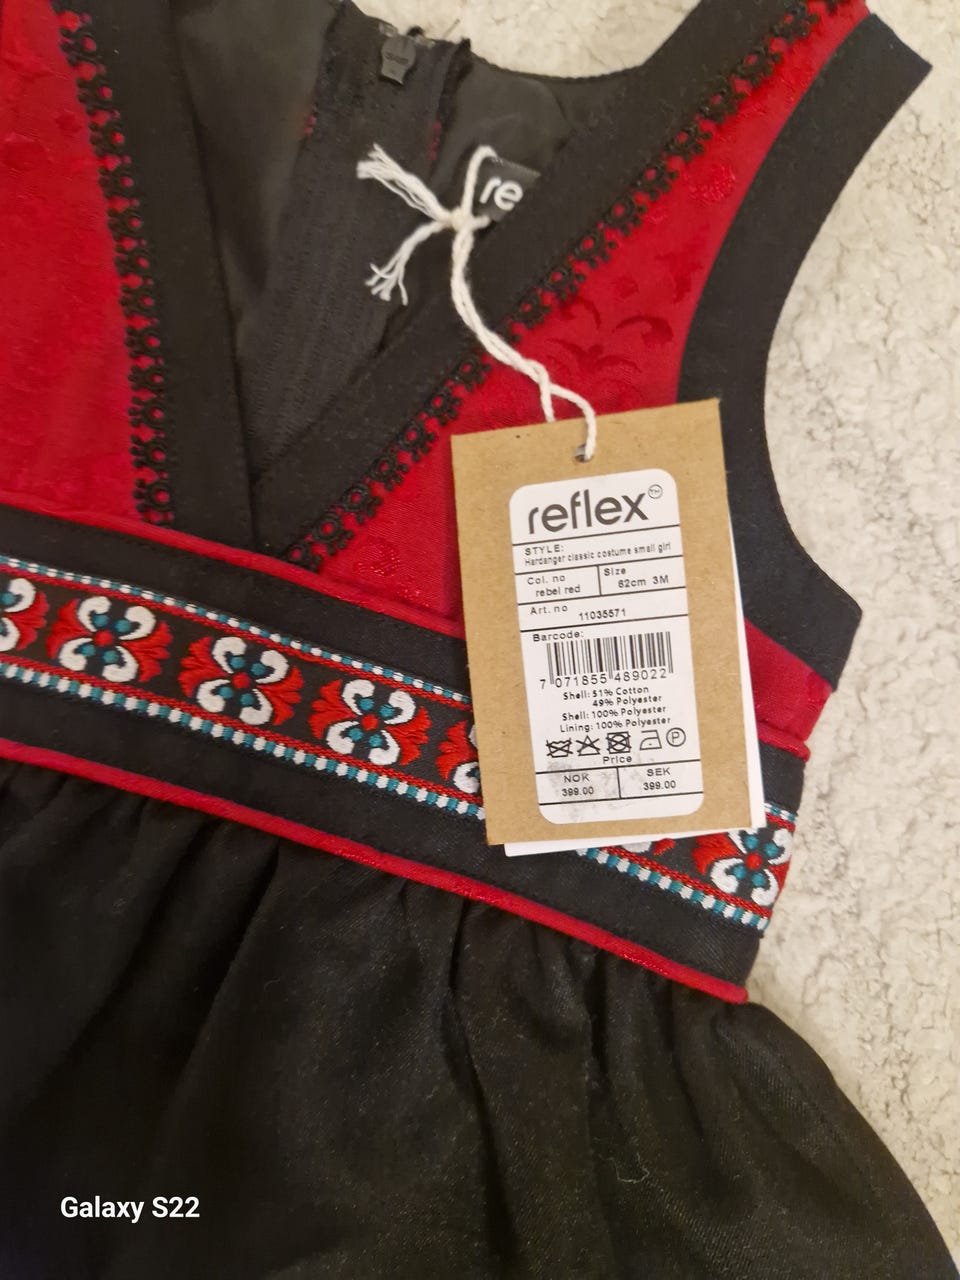 re
reflex™
STYLE:
Hardanger classic costume small girl
Col. no
rebel red
Size
62cm 3M
Art. no
11035571
Barcode:
7 071855 489022
Shell: 51% Cotton
49% Polyester
Shell: 100% Polyester
Lining: 100% Polyester
P
Price
NOK
399.00
SEK
399.00
Galaxy S22